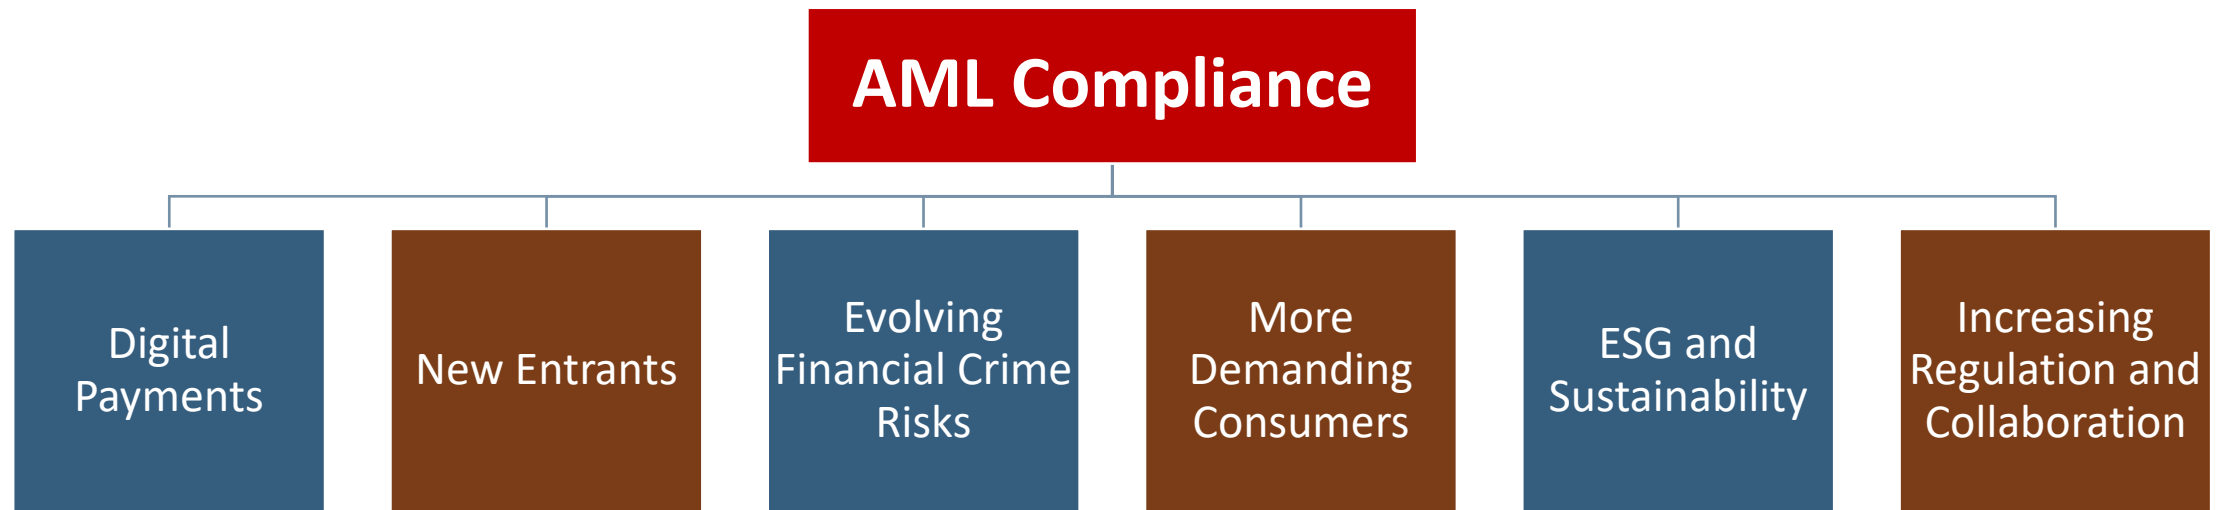 AML Compliance
Digital
Payments
New Entrants
Evolving
Financial Crime
Risks
More
Demanding
Consumers
ESG and
Sustainability
Increasing
Regulation and
Collaboration